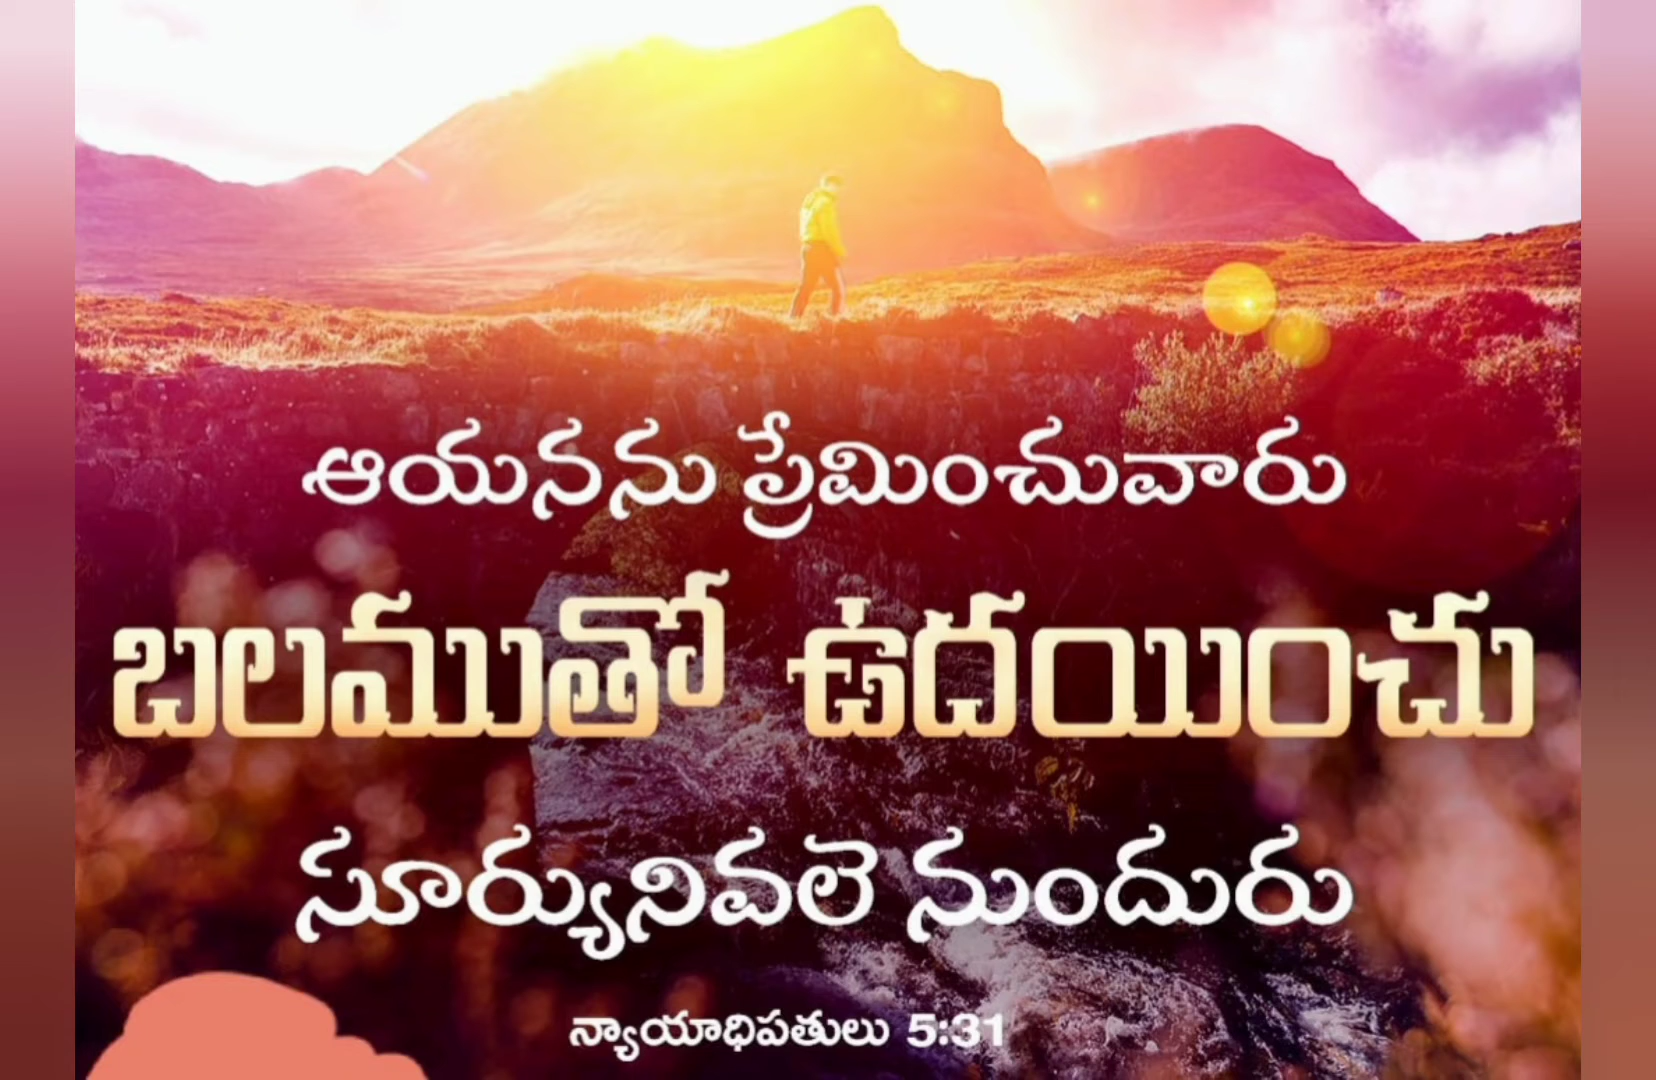 ఆయనను ప్రేమించువారు
బలముతో ఉదయించు
సూర్యునివలె నుందురు
న్యాయాధిపతులు 5:31